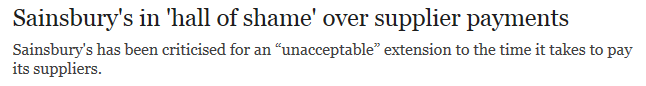 Sainsbury's in 'hall of shame' over supplier payments
Sainsbury's has been criticised for an “unacceptable” extension to the time it takes to pay
its suppliers.